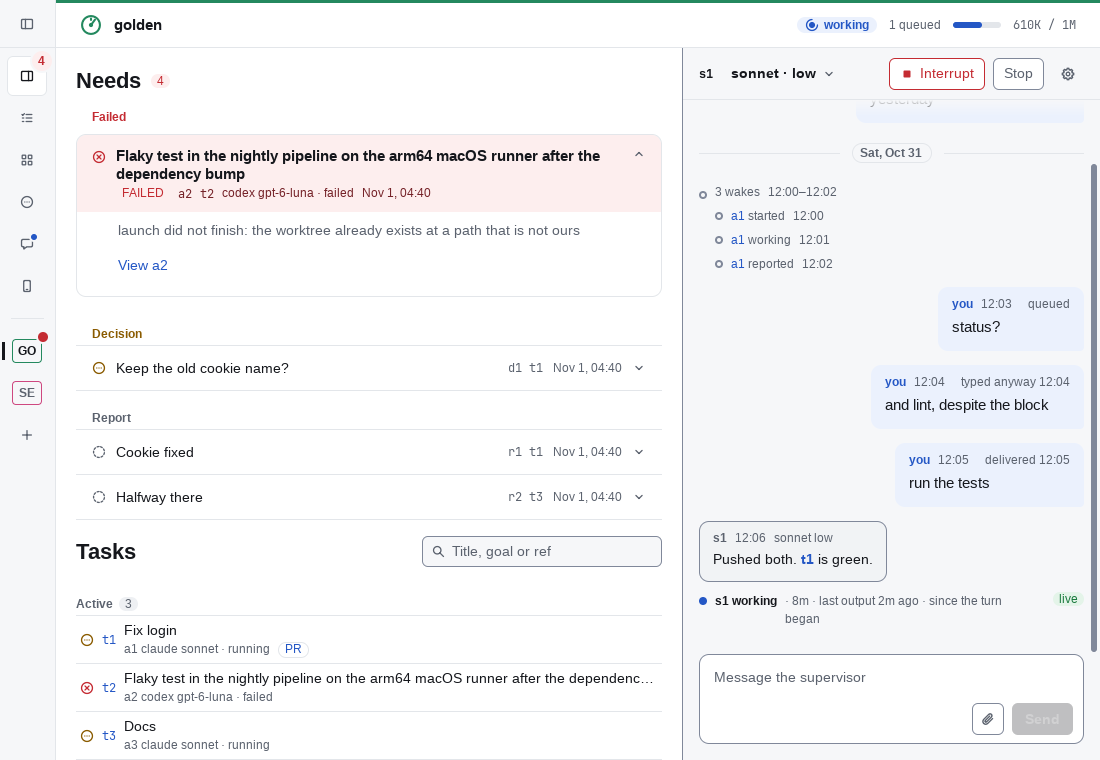 golden
working
1 queued
610K / 1M
4
GO
SE
Needs 4
Failed
Flaky test in the nightly pipeline on the arm64 macOS runner after the
dependency bump
FAILED a2 t2 codex gpt-6-luna · failed Nov 1, 04:40
launch did not finish: the worktree already exists at a path that is not ours
View a2
Decision
Keep the old cookie name? d1 t1 Nov 1, 04:40
Report
Cookie fixed r1 t1 Nov 1, 04:40
Halfway there r2 t3 Nov 1, 04:40
Tasks
Title, goal or ref
Active 3
t1 Fix login
a1 claude sonnet · running PR
t2 Flaky test in the nightly pipeline on the arm64 macOS runner after the dependenc…
a2 codex gpt-6-luna · failed
t3 Docs
a3 claude sonnet · running
s1 sonnet · low
Interrupt
Stop
yesterday
Sat, Oct 31
3 wakes 12:00–12:02
a1 started 12:00
a1 working 12:01
a1 reported 12:02
you 12:03 queued
status?
you 12:04 typed anyway 12:04
and lint, despite the block
you 12:05 delivered 12:05
run the tests
s1 12:06 sonnet low
Pushed both. t1 is green.
s1 working · 8m · last output 2m ago · since the turn
began
live
Message the supervisor
Send